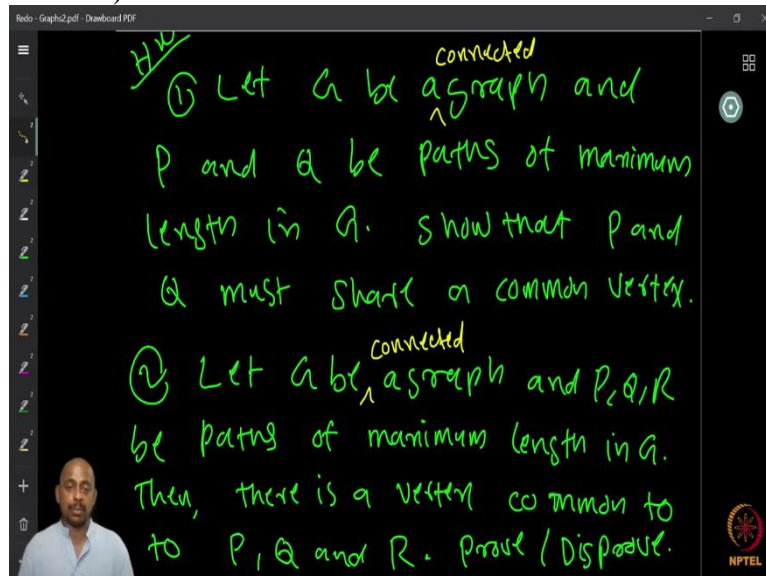 Redo - Graphs2.pdf - Drawboard PDF
HW
connected
① Let G be a ^ graph and
P and Q be paths of maximum
length in G. Show that P and
Q must share a common vertex.
connected
② Let G be ^ a graph and P, Q, R
be paths of maximum length in G.
Then, there is a vertex common to
to P, Q and R. Prove / Disprove.
NPTEL